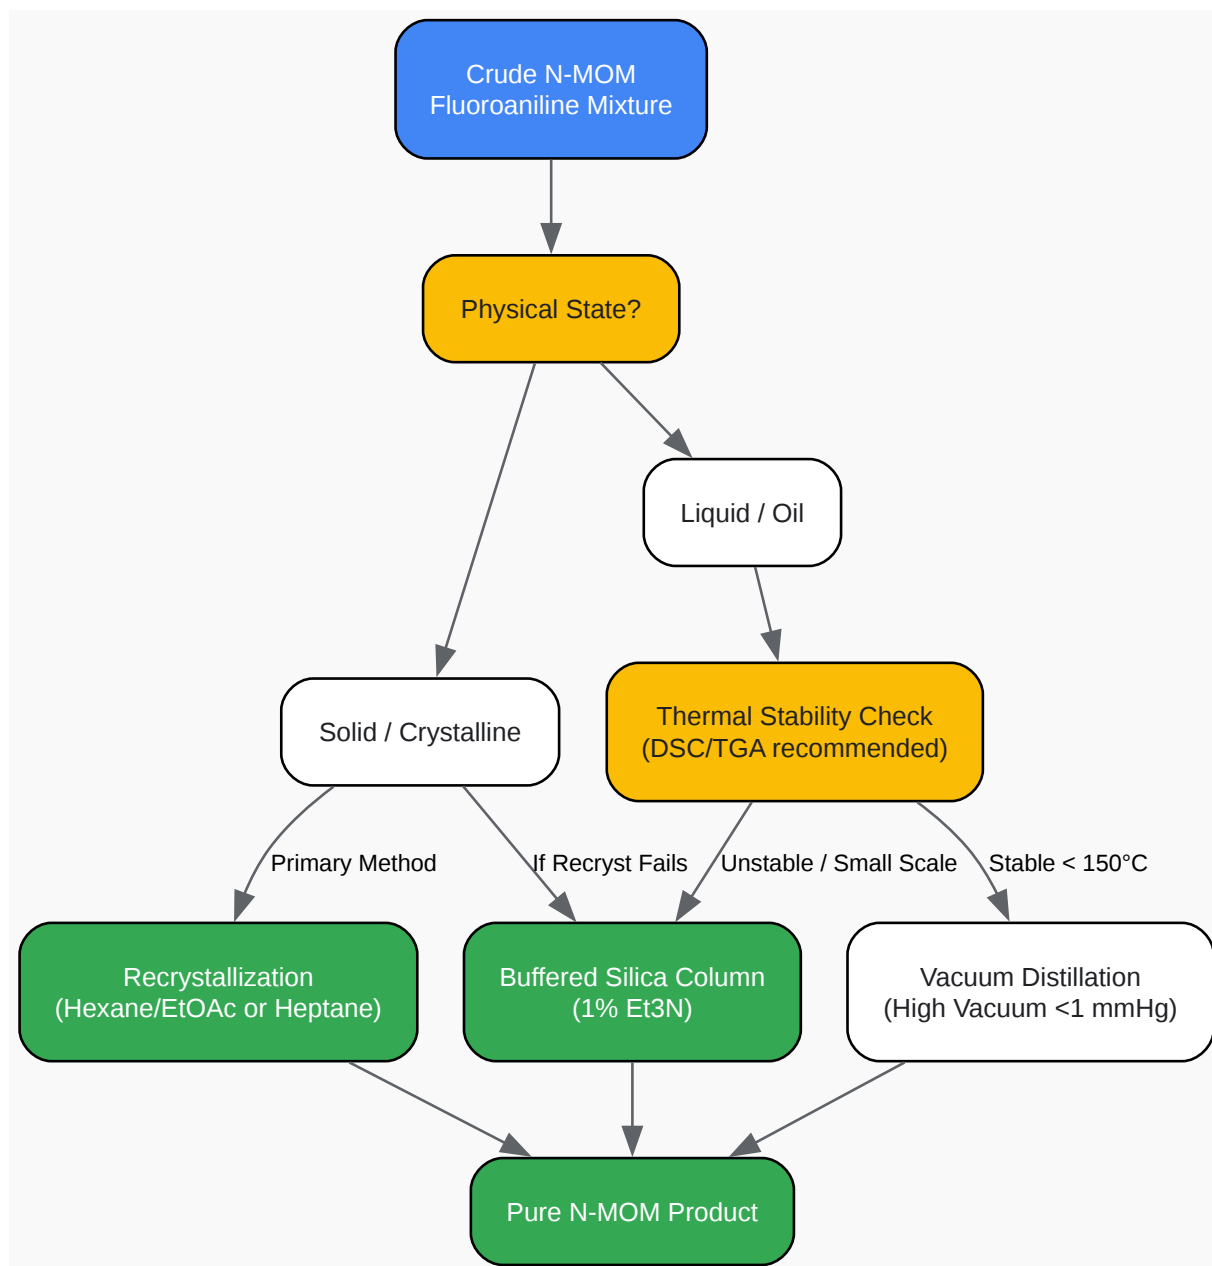 Crude N-MOM
Fluoroaniline Mixture
Physical State?
Liquid / Oil
Solid / Crystalline
Thermal Stability Check
(DSC/TGA recommended)
Primary Method
If Recryst Fails
Unstable / Small Scale
Stable < 150°C
Recrystallization
(Hexane/EtOAc or Heptane)
Buffered Silica Column
(1% Et3N)
Vacuum Distillation
(High Vacuum <1 mmHg)
Pure N-MOM Product